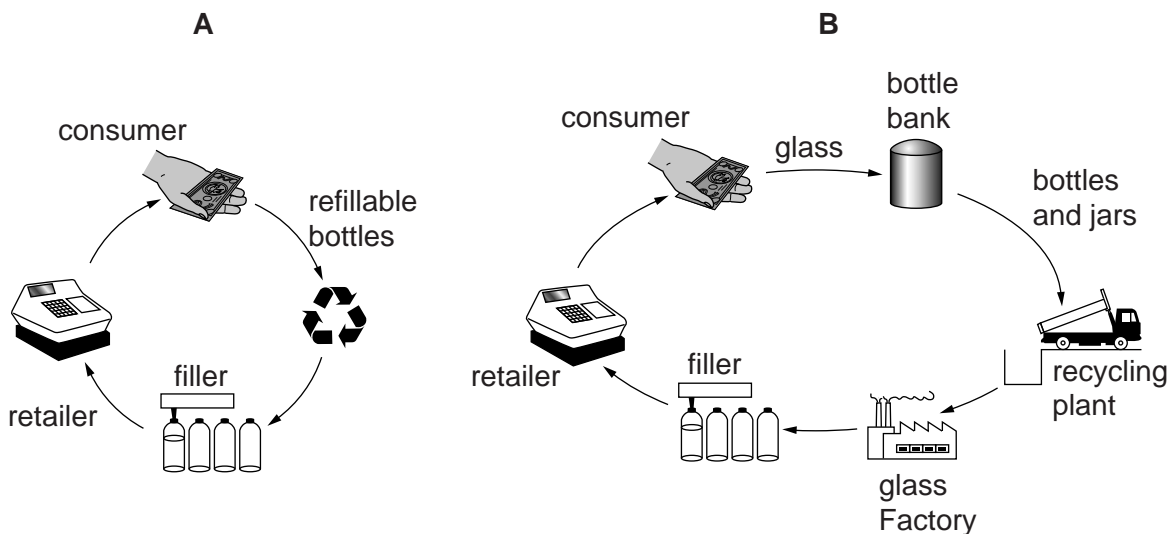 A
consumer
refillable
bottles
filler
retailer
B
consumer
glass
bottle
bank
bottles
and jars
recycling
plant
glass
Factory
filler
retailer